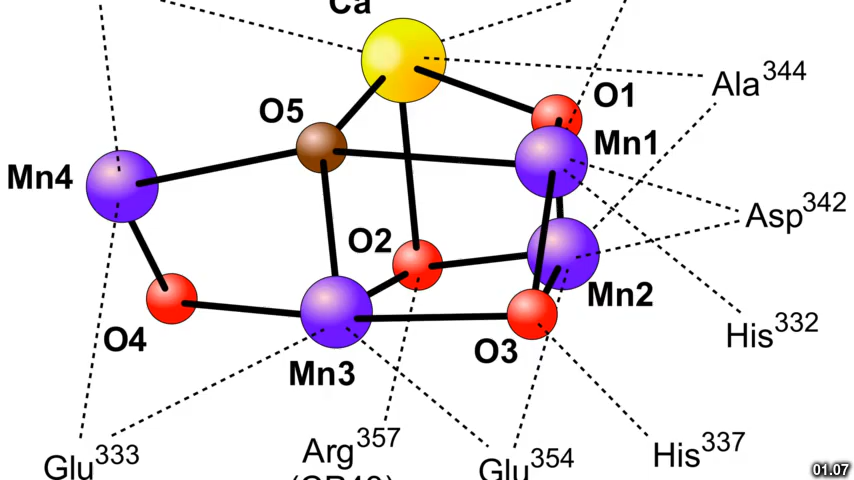 Ca
Ala344
O1
O5
Mn1
Mn4
Asp342
O2
Mn2
His332
O4
O3
Mn3
Arg357
His337
Glu333
Glu354
01.07